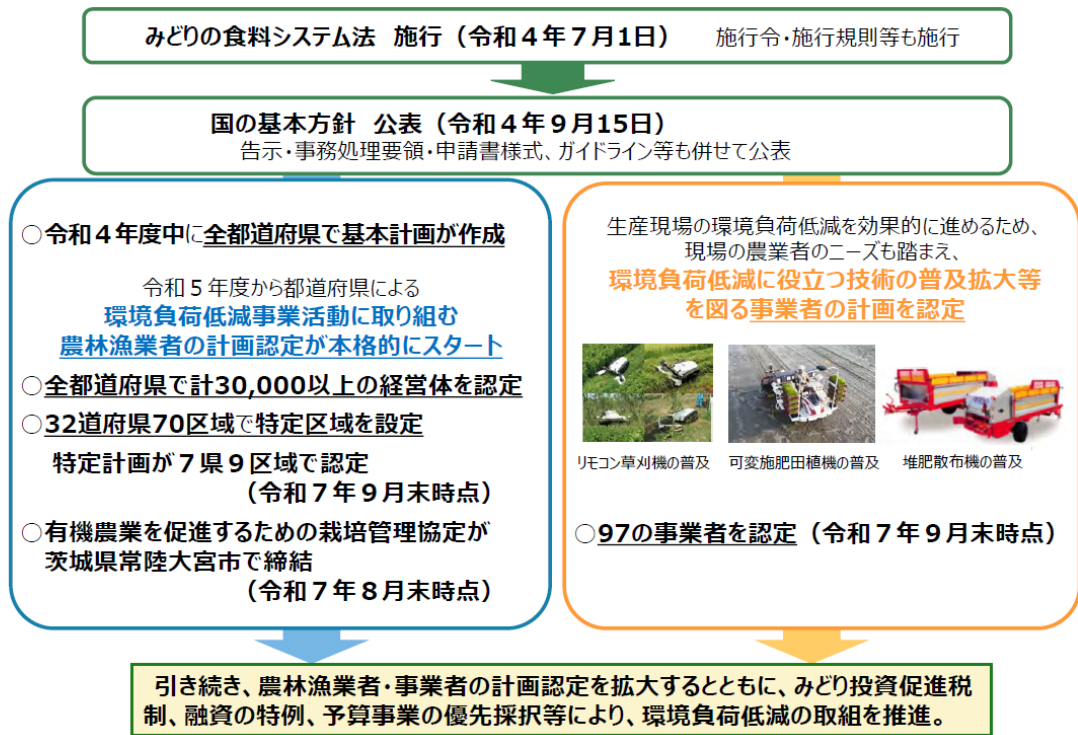 みどりの食料システム法 施行（令和４年７月1日） 施行令・施行規則等も施行
国の基本方針 公表（令和４年９月15日）
告示・事務処理要領・申請書様式、ガイドライン等も併せて公表
○令和４年度中に全都道府県で基本計画が作成
令和５年度から都道府県による
環境負荷低減事業活動に取り組む
農林漁業者の計画認定が本格的にスタート
○全都道府県で計30,000以上の経営体を認定
○32道府県70区域で特定区域を設定
特定計画が７県９区域で認定
（令和７年９月末時点）
○有機農業を促進するための栽培管理協定が
茨城県常陸大宮市で締結
（令和７年８月末時点）
生産現場の環境負荷低減を効果的に進めるため、
現場の農業者のニーズも踏まえ、
環境負荷低減に役立つ技術の普及拡大等
を図る事業者の計画を認定
リモコン草刈機の普及 可変施肥田植機の普及 堆肥散布機の普及
○97の事業者を認定（令和７年９月末時点）
引き続き、農林漁業者・事業者の計画認定を拡大するとともに、みどり投資促進税
制、融資の特例、予算事業の優先採択等により、環境負荷低減の取組を推進。